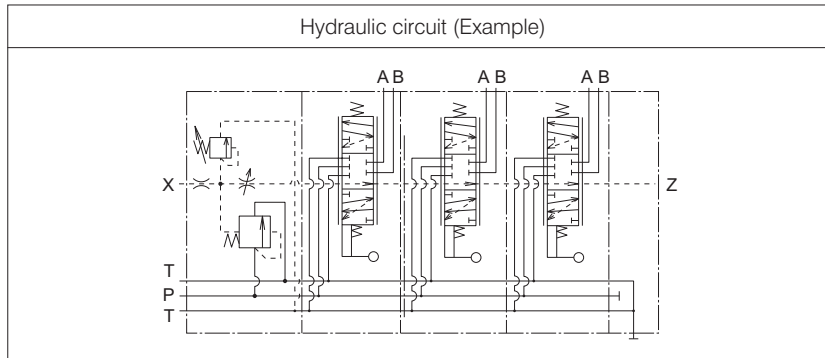 Hydraulic circuit (Example)
A B A B A B
X Z
T
P
T